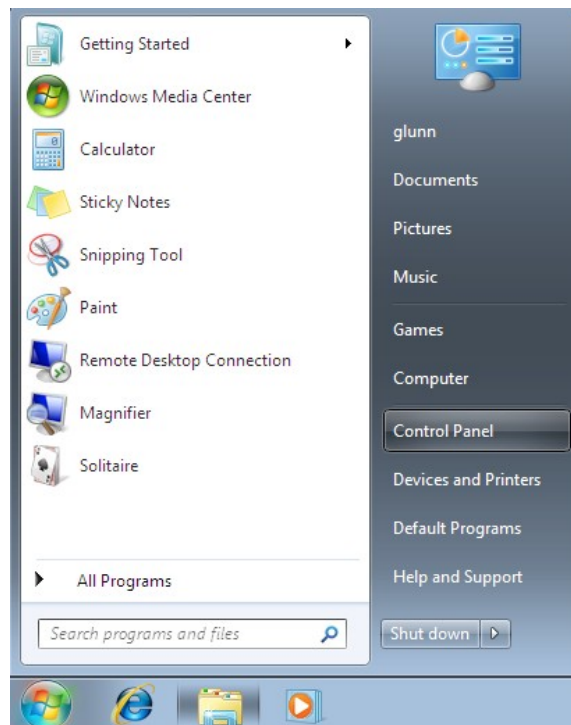 Getting Started
Windows Media Center
Calculator
Sticky Notes
Snipping Tool
Paint
Remote Desktop Connection
Magnifier
Solitaire
All Programs
Search programs and files
glunn
Documents
Pictures
Music
Games
Computer
Control Panel
Devices and Printers
Default Programs
Help and Support
Shut down